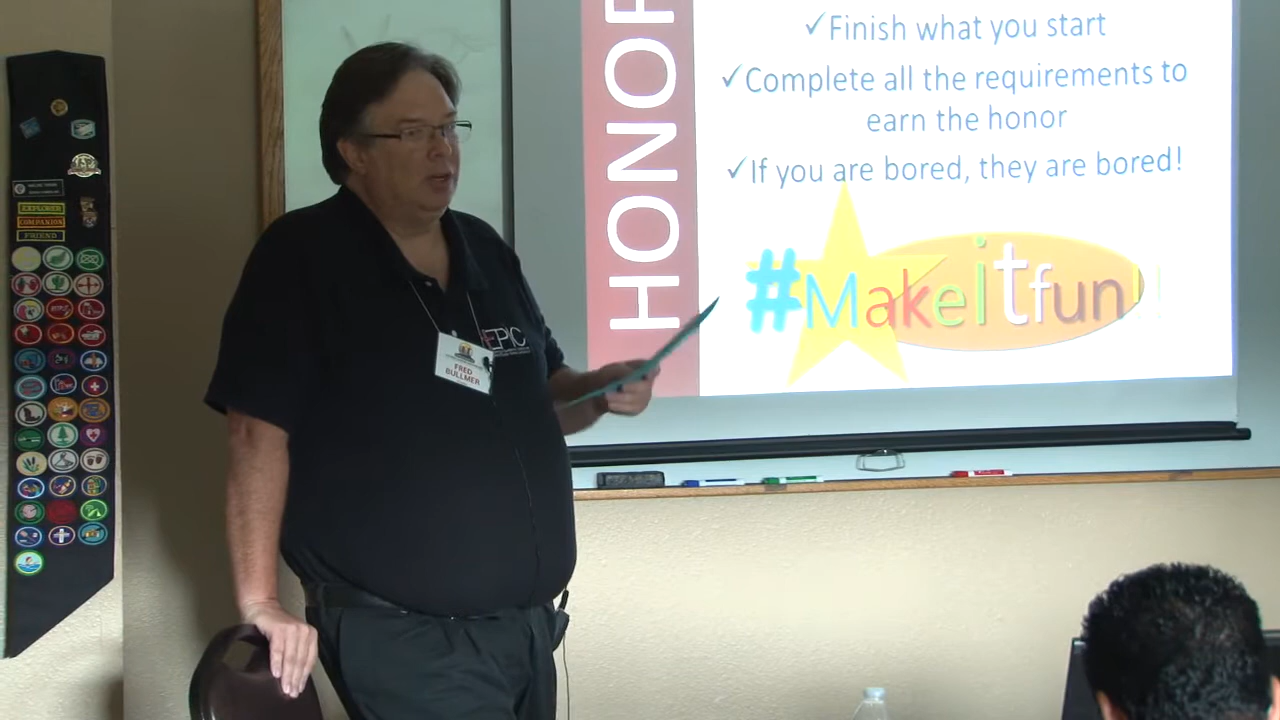 EXPLORER
COMPANION
FRIEND
EPIC
FRED
BULLMER
HONOR
✓Finish what you start
✓Complete all the requirements to
earn the honor
✓If you are bored, they are bored!
#Makeitfun!!